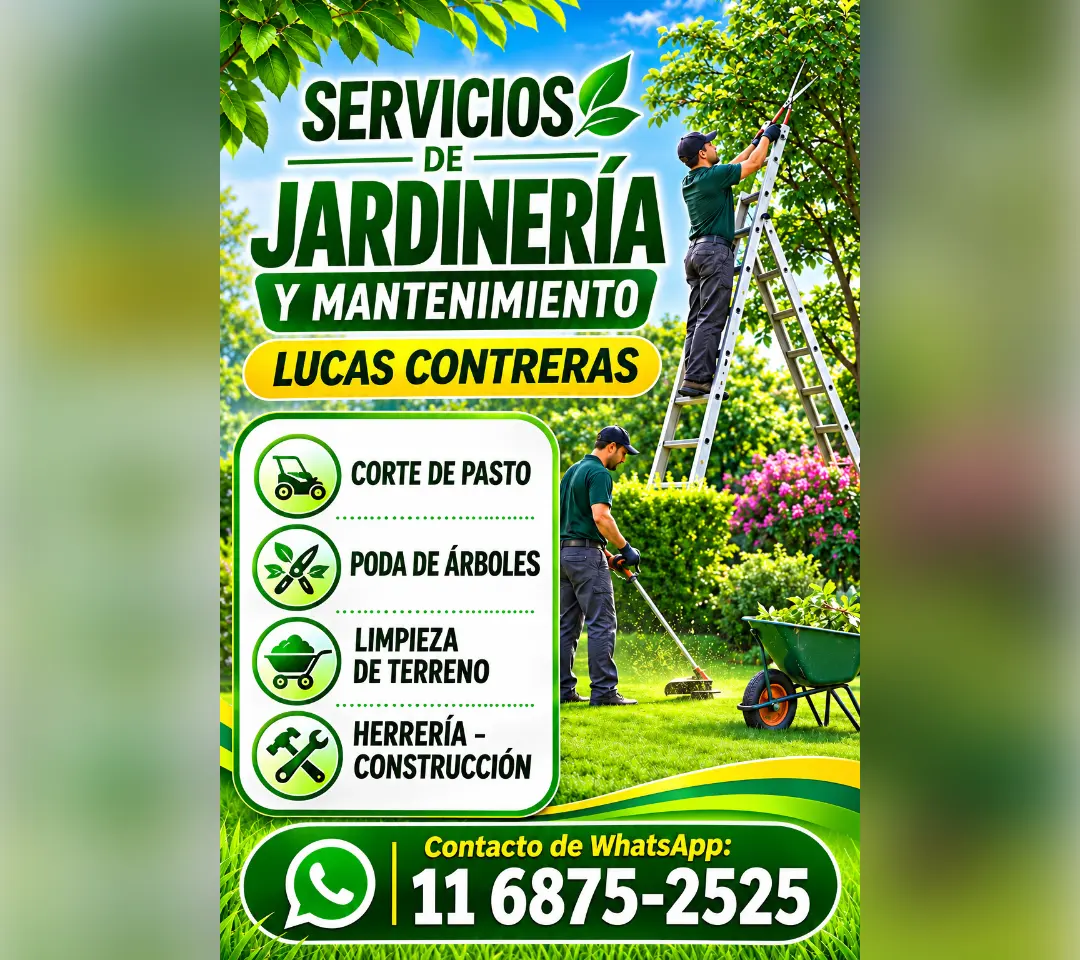 SERVICIOS
DE
JARDINERÍA
Y MANTENIMIENTO
LUCAS CONTRERAS
CORTE DE PASTO
PODA DE ÁRBOLES
LIMPIEZA
DE TERRENO
HERRERÍA -
CONSTRUCCIÓN
Contacto de WhatsApp:
11 6875-2525